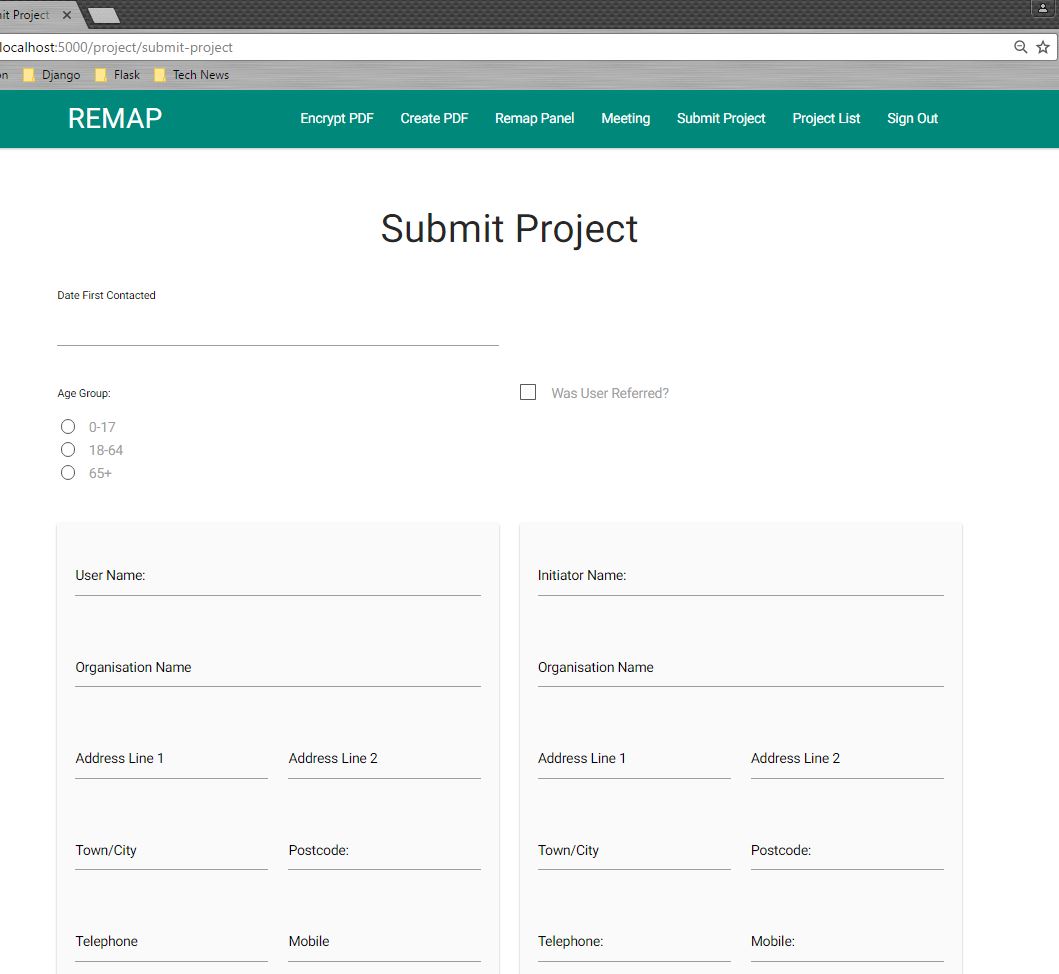 it Project
localhost:5000/project/submit-project
on Django Flask Tech News
REMAP Encrypt PDF Create PDF Remap Panel Meeting Submit Project Project List Sign Out
Submit Project
Date First Contacted
Age Group:
Was User Referred?
0-17
18-64
65+
User Name:
Organisation Name
Address Line 1 Address Line 2
Town/City Postcode:
Telephone Mobile
Initiator Name:
Organisation Name
Address Line 1 Address Line 2
Town/City Postcode:
Telephone: Mobile: